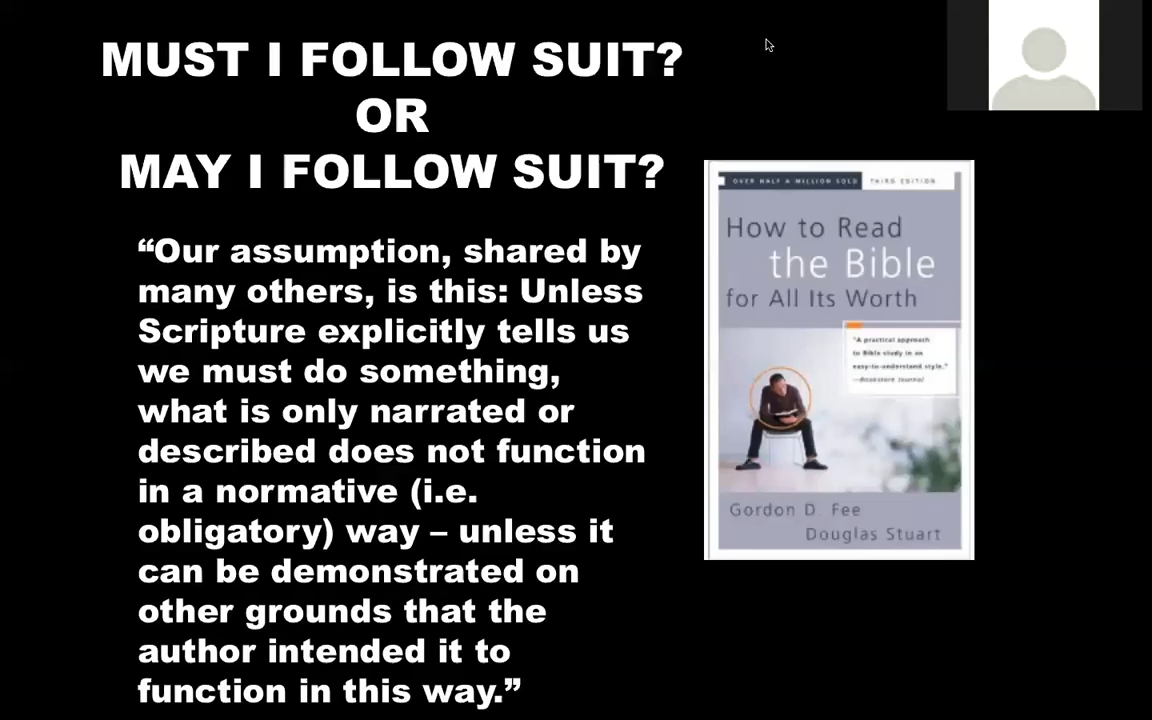 MUST I FOLLOW SUIT?
OR
MAY I FOLLOW SUIT?
“Our assumption, shared by
many others, is this: Unless
Scripture explicitly tells us
we must do something,
what is only narrated or
described does not function
in a normative (i.e.
obligatory) way – unless it
can be demonstrated on
other grounds that the
author intended it to
function in this way.”
OVER HALF A MILLION SOLD THIRD EDITION
How to Read
the Bible
for All Its Worth
"A practical approach
to Bible study in an
easy-to-understand style."
—Bookstore Journal
Gordon D. Fee
Douglas Stuart